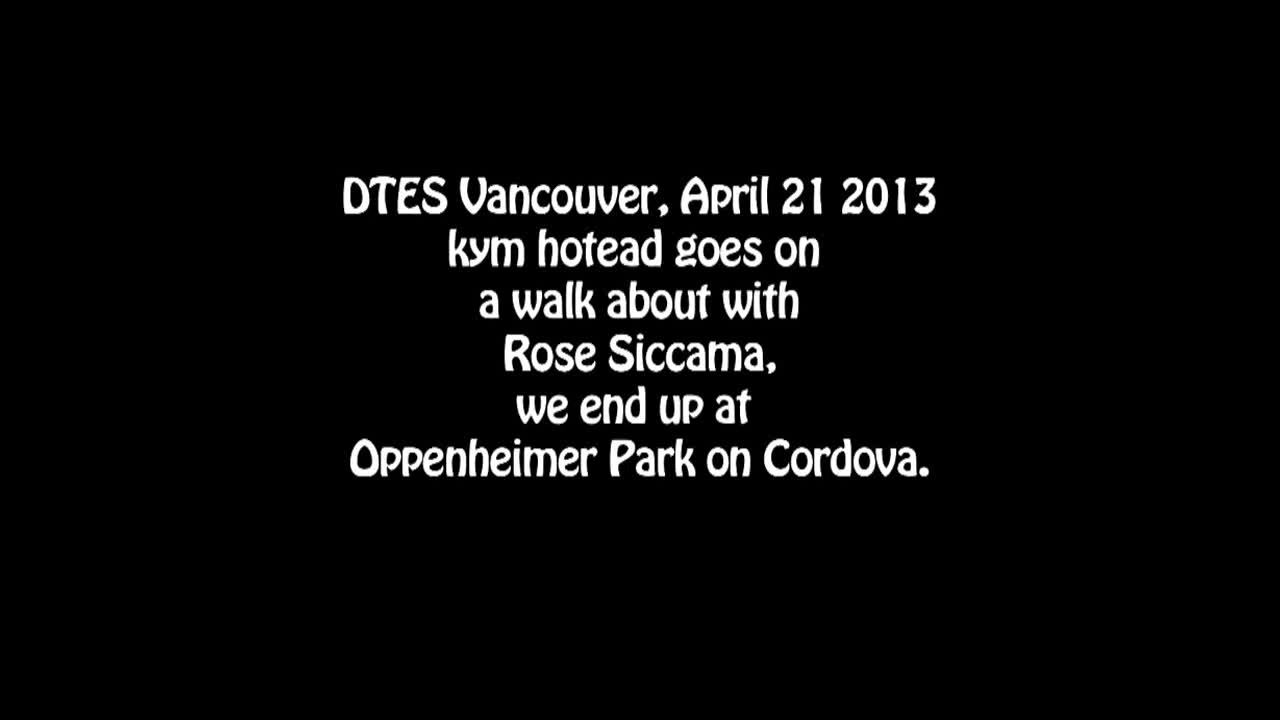 DTES Vancouver, April 21 2013
kym hotead goes on
a walk about with
Rose Siccama,
we end up at
Oppenheimer Park on Cordova.